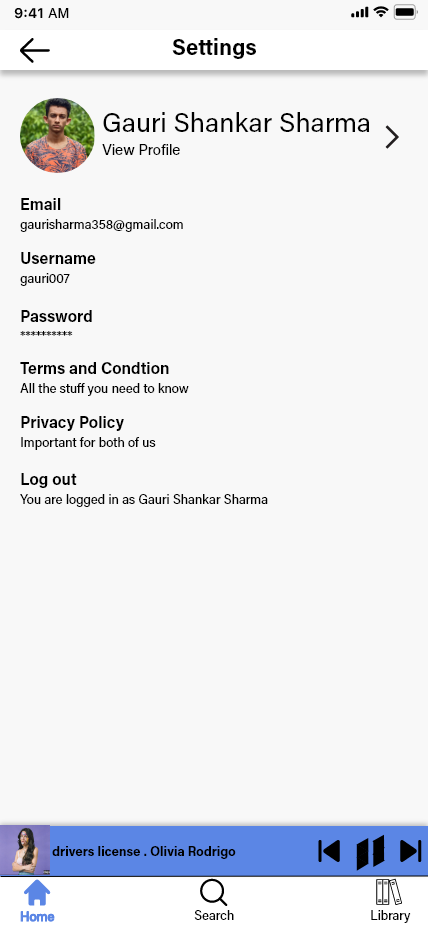 9:41 AM
Settings
Gauri Shankar Sharma
View Profile
Email
gaurisharma358@gmail.com
Username
gauri007
Password
**********
Terms and Condtion
All the stuff you need to know
Privacy Policy
Important for both of us
Log out
You are logged in as Gauri Shankar Sharma
drivers license . Olivia Rodrigo
Home
Search
Library